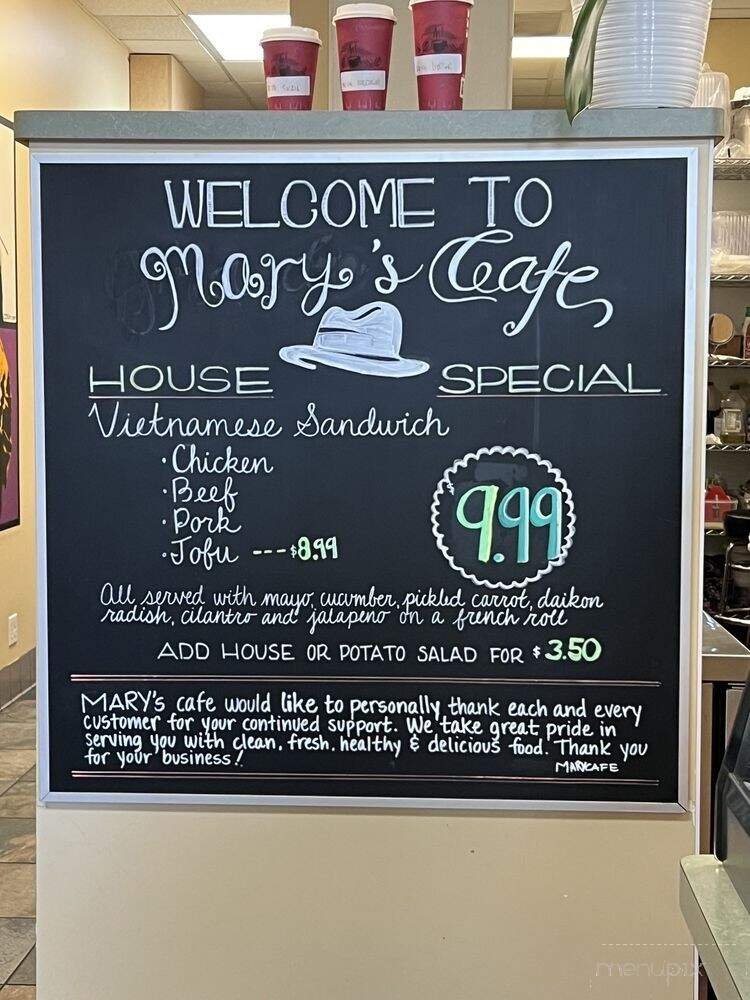 WELCOME TO
Mary's Cafe
HOUSE SPECIAL
Vietnamese Sandwich
· Chicken
· Beef
· Pork
· Tofu ---$8.99
$9.99
All served with mayo, cucumber, pickled carrot, daikon
radish, cilantro and jalapeno on a french roll
ADD HOUSE OR POTATO SALAD FOR $3.50
MARY's cafe would like to personally thank each and every
customer for your continued support. We take great pride in
serving you with clean, fresh, healthy & delicious food. Thank you
for your business!
MARKAFE
menupix